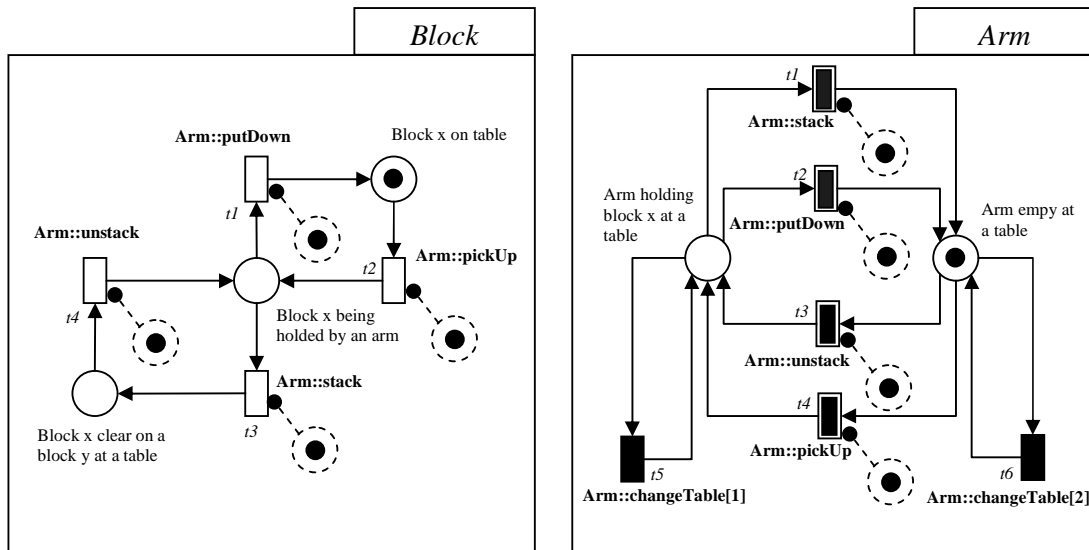 Block
Arm::putDown
Block x on table
t1
Arm::unstack
t2
Arm::pickUp
t4
Block x being
holded by an arm
Arm::stack
t3
Block x clear on a
block y at a table
Arm
t1
Arm::stack
t2
Arm holding
block x at a
table
Arm::putDown
Arm empy at
a table
t3
Arm::unstack
t4
Arm::pickUp
t5
Arm::changeTable[1]
t6
Arm::changeTable[2]